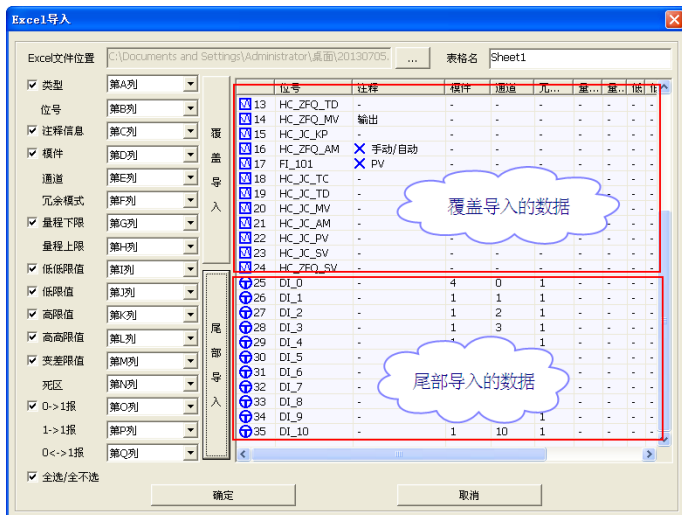 Excel导入
Excel文件位置 C:\Documents and Settings\Administrator\桌面\20130705. ... 表格名 Sheet1
类型 第A列
位号 第B列
注释信息 第C列
模件 第D列
通道 第E列
冗余模式 第F列
量程下限 第G列
量程上限 第H列
低低限值 第I列
低限值 第J列
高限值 第K列
高高限值 第L列
变差限值 第M列
死区 第N列
0->1报 第O列
1->1报 第P列
0<->1报 第Q列
全选/全不选
覆盖导入
尾部导入
位号 注释 模件 通道 冗... 量... 量.. 低
13 HC_ZFQ_TD - - - - - - - -
14 HC_ZFQ_MV 输出 - - - - - - -
15 HC_JC_KP - - - - - - - -
16 HC_ZFQ_AM 手动/自动 - - - - - - -
17 FI_101 PV - - - - - - -
18 HC_JC_TC - - - - - - - -
19 HC_JC_TD - - - - -
20 HC_JC_MV - - -
21 HC_JC_AM - - -
22 HC_JC_PV - - -
23 HC_JC_SV - - - - - -
24 HC_ZFQ_SV - - - - - - - -
覆盖导入的数据
25 DI_0 - 4 0 1 - - - -
26 DI_1 - 1 1 1 - - - -
27 DI_2 - 1 2 1 - - - -
28 DI_3 - 1 3 1 - - - -
29 DI_4 - 1 - - - -
30 DI_5 - - - - -
31 DI_6 - - - - -
32 DI_7 - - - - -
33 DI_8 - - - - -
34 DI_9 - 1 - - - -
35 DI_10 - 1 10 1 - - - -
尾部导入的数据
确定 取消